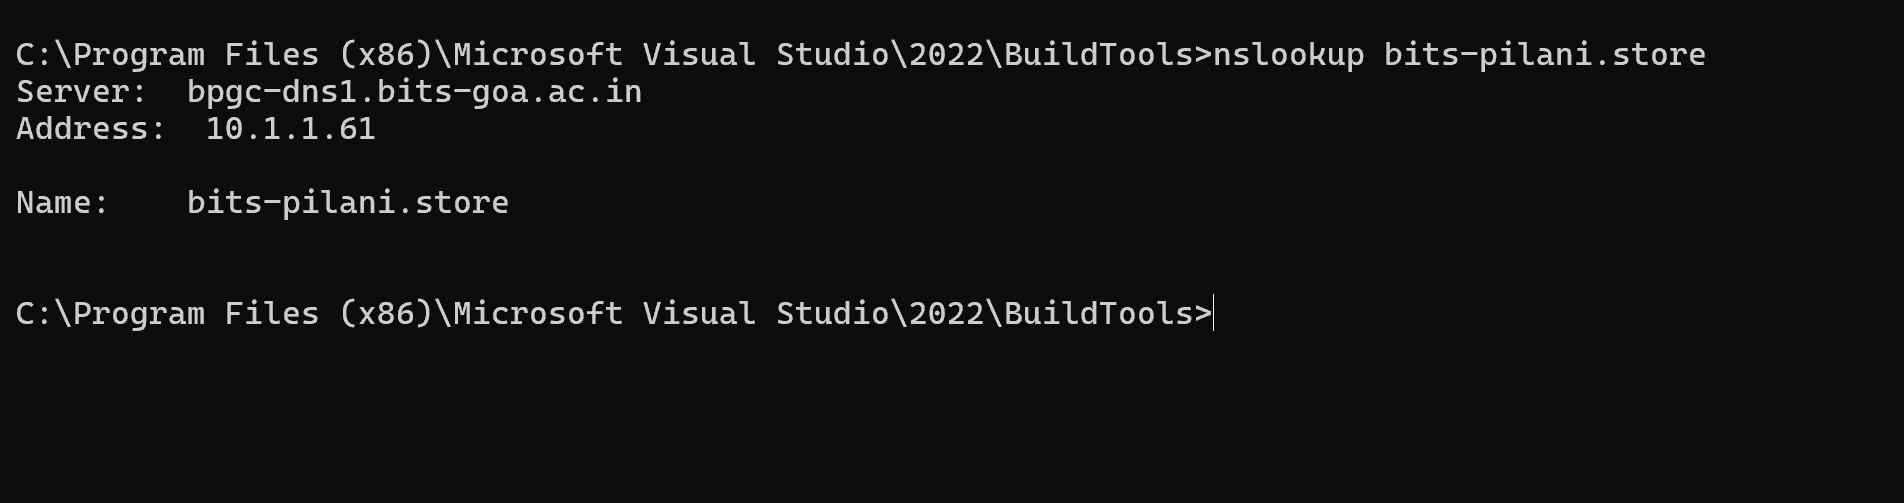 C:\Program Files (x86)\Microsoft Visual Studio\2022\BuildTools>nslookup bits-pilani.store
Server:  bpgc-dns1.bits-goa.ac.in
Address:  10.1.1.61
Name:    bits-pilani.store
C:\Program Files (x86)\Microsoft Visual Studio\2022\BuildTools>